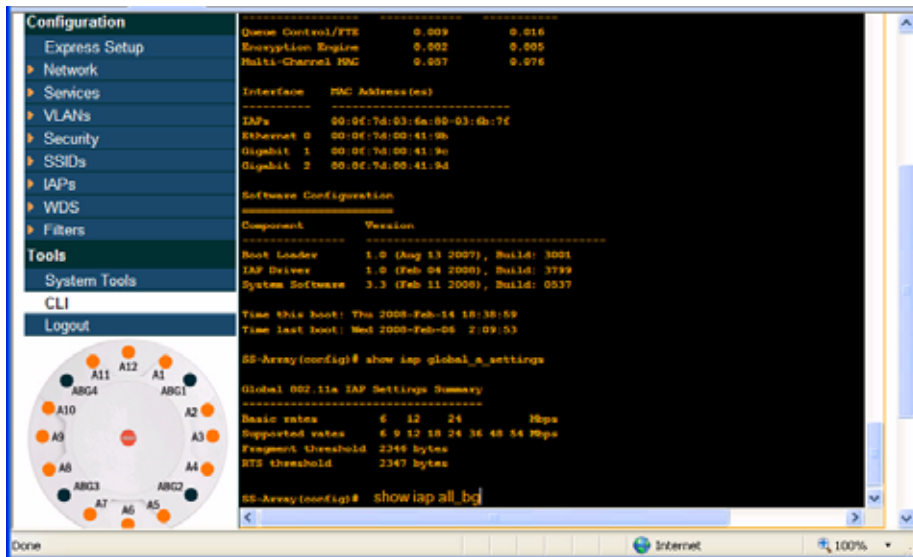 Configuration
Express Setup
Network
Services
VLANs
Security
SSIDs
IAPs
WDS
Filters
Tools
System Tools
CLI
Logout
A12
A11
A1
ABG4
ABG1
A10
A2
A9
A3
A8
A4
ABG3
ABG2
A7
A6
A5
Queue Control/FTE 0.009 0.016
Encryption Engine 0.002 0.005
Multi-Channel MAC 0.057 0.076
Interface MAC Address(es)
IAPs 00:0f:7d:03:6a:80-03:6b:7f
Ethernet 0 00:0f:7d:00:41:9b
Gigabit 1 00:0f:7d:00:41:9c
Gigabit 2 00:0f:7d:00:41:9d
Software Configuration
Component Version
Boot Loader 1.0 (Aug 13 2007), Build: 3001
IAP Driver 1.0 (Feb 04 2008), Build: 3799
System Software 3.3 (Feb 11 2008), Build: 0537
Time this boot: Thu 2008-Feb-14 18:38:59
Time last boot: Wed 2008-Feb-06 2:09:53
SS-Array(config)# show iap global_a_settings
Global 802.11a IAP Settings Summary
Basic rates 6 12 24 Mbps
Supported rates 6 9 12 18 24 36 48 54 Mbps
Fragment threshold 2346 bytes
RTS threshold 2347 bytes
SS-Array(config)# show iap all_bg
Done
Internet
100%